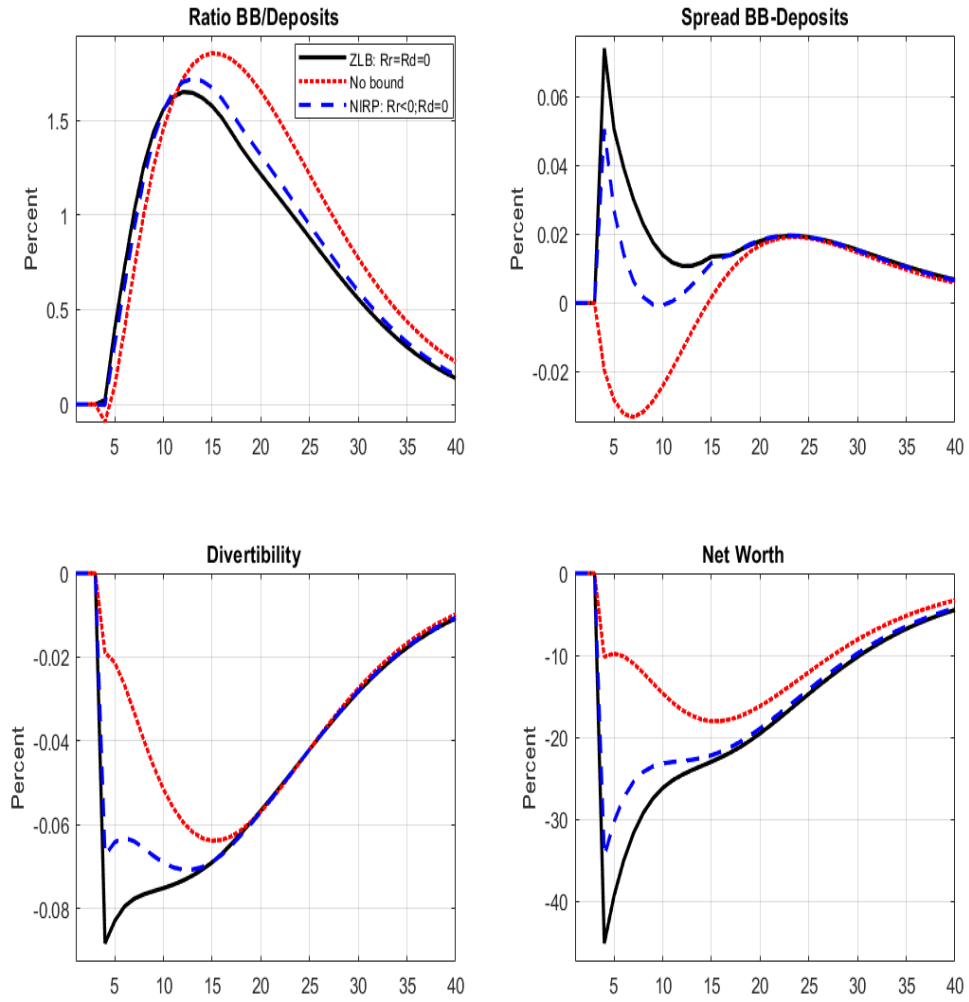 Ratio BB/Deposits
Percent
1.5
1
0.5
0
5 10 15 20 25 30 35 40
ZLB: Rr=Rd=0
No bound
NIRP: Rr<0;Rd=0
Spread BB-Deposits
Percent
0.06
0.04
0.02
0
-0.02
5 10 15 20 25 30 35 40
Divertibility
Percent
0
-0.02
-0.04
-0.06
-0.08
5 10 15 20 25 30 35 40
Net Worth
Percent
0
-10
-20
-30
-40
5 10 15 20 25 30 35 40